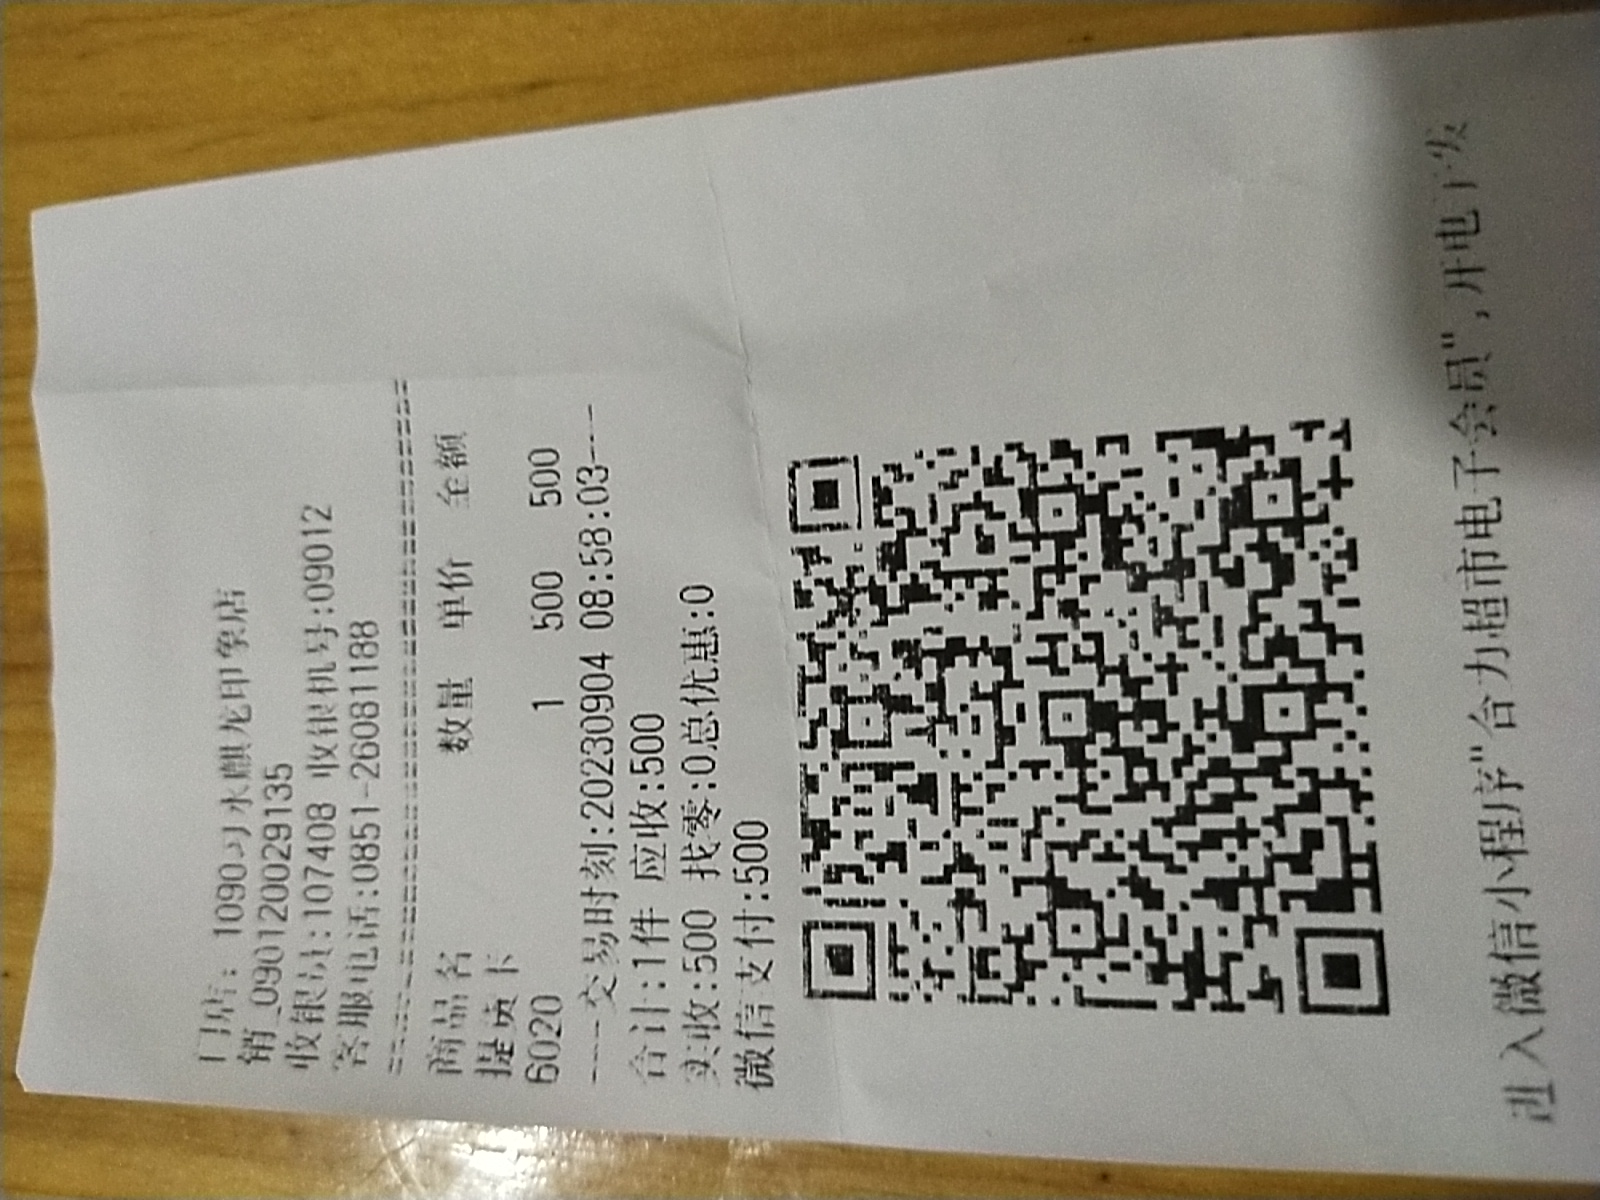 门店: 1090习水麒龙印象店
销_0901200029135
收银员:107408 收银机号:09012
客服电话:0851-26081188
商品名 数量 单价 金额
提货卡
6020 1 500 500
----交易时刻:20230904 08:58:03----
合计:1件 应收:500
实收:500 找零:0总优惠:0
微信支付:500
进入微信小程序"合力超市电子会员",开电子发